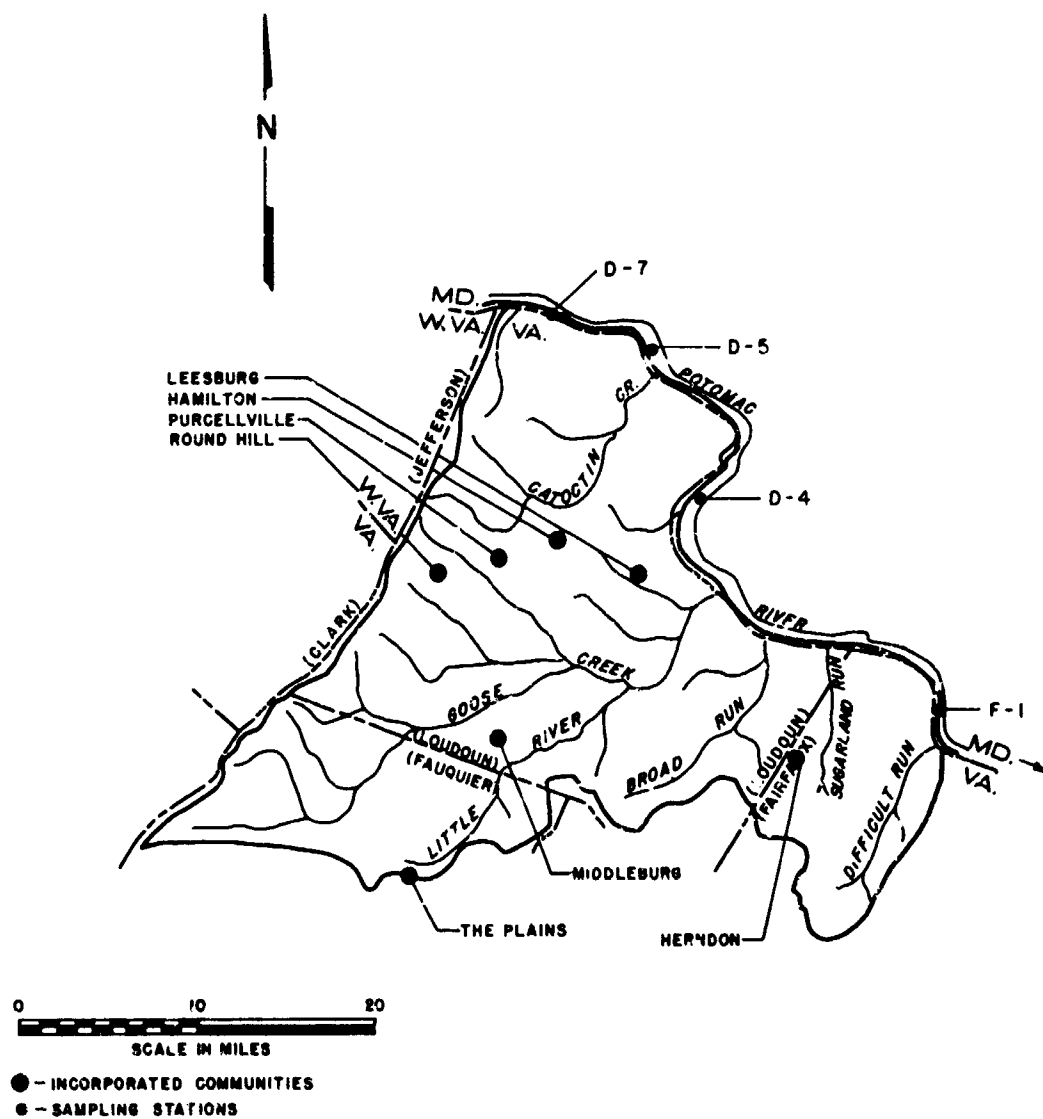 N
D-7
MD.
W. VA.
VA.
D-5
POTOMAC
LEESBURG
HAMILTON
PURCELLVILLE
ROUND HILL
(JEFFERSON)
CR.
CATOCTIN
D-4
W. VA.
VA.
(CLARK)
RIVER
CREEK
GOOSE
RIVER
RUN
(LOUDOUN)
(FAUQUIER)
BROAD
LITTLE
(LOUDOUN)
(FAIRFAX)
SUGARLAND RUN
F-1
MD.
VA.
DIFFICULT RUN
MIDDLEBURG
THE PLAINS
HERNDON
0 10 20
SCALE IN MILES
- INCORPORATED COMMUNITIES
- SAMPLING STATIONS